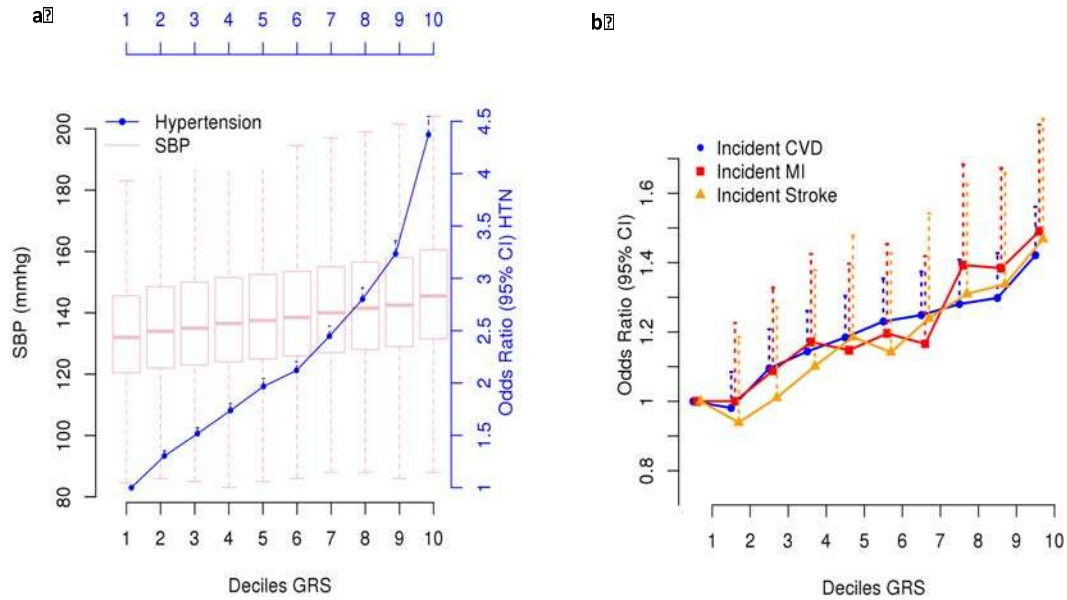 a
1 2 3 4 5 6 7 8 9 10
Hypertension
SBP
SBP (mmhg)
200
180
160
140
120
100
80
4.5
4
3.5
3
2.5
2
1.5
1
Odds Ratio (95% CI) HTN
1 2 3 4 5 6 7 8 9 10
Deciles GRS
b
Incident CVD
Incident MI
Incident Stroke
Odds Ratio (95% CI)
1.6
1.4
1.2
1
0.8
1 2 3 4 5 6 7 8 9 10
Deciles GRS